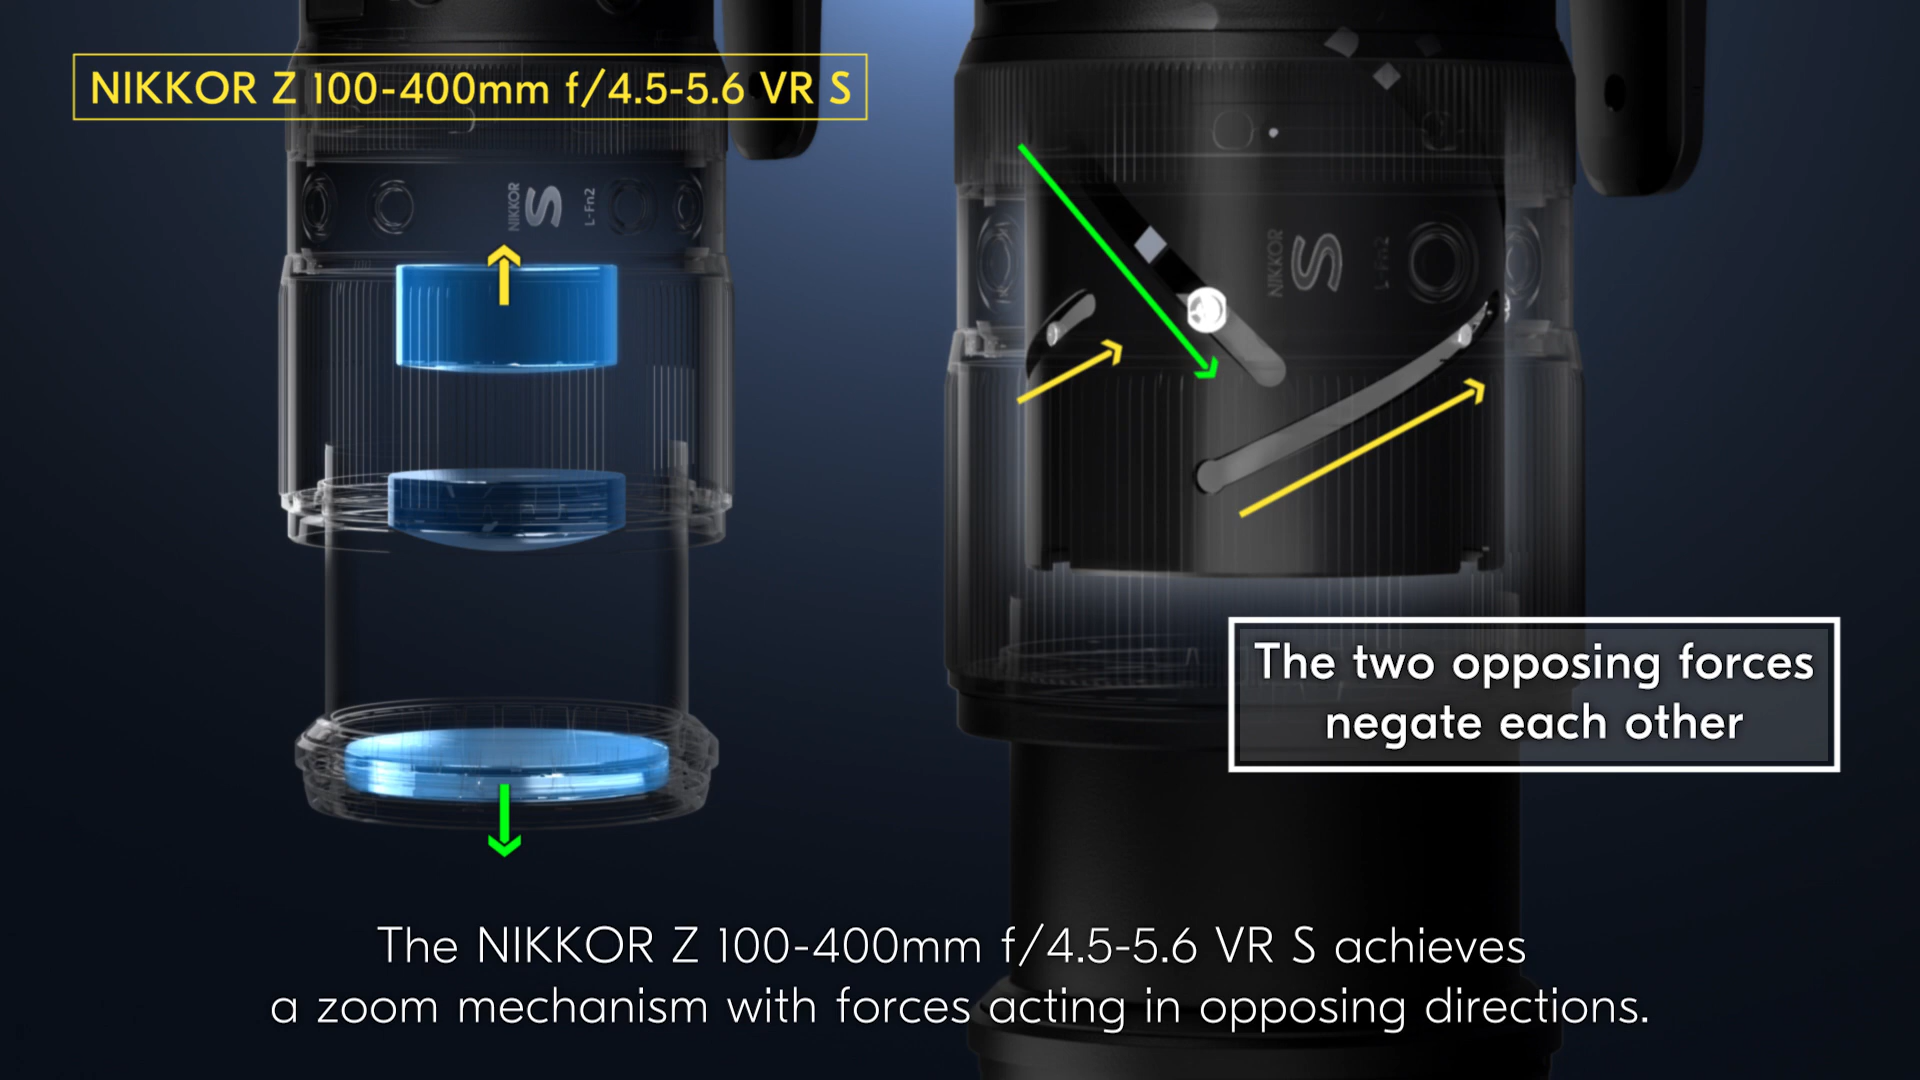 NIKKOR Z 100-400mm f/4.5-5.6 VR S
NIKKOR
S
L-Fn2
NIKKOR
S
L-Fn2
The two opposing forces
negate each other
The NIKKOR Z 100-400mm f/4.5-5.6 VR S achieves
a zoom mechanism with forces acting in opposing directions.